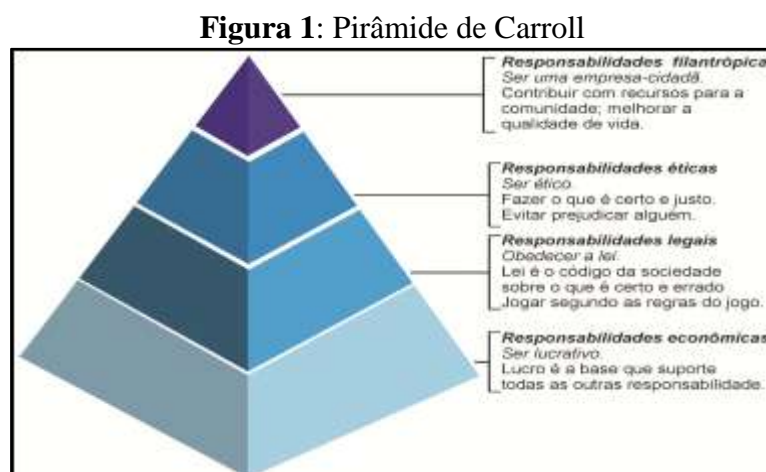 Figura 1: Pirâmide de Carroll
Responsabilidades filantrópica
Ser uma empresa-cidadã.
Contribuir com recursos para a
comunidade; melhorar a
qualidade de vida.
Responsabilidades éticas
Ser ético.
Fazer o que é certo e justo.
Evitar prejudicar alguém.
Responsabilidades legais
Obedecer a lei.
Lei é o código da sociedade
sobre o que é certo e errado
Jogar segundo as regras do jogo.
Responsabilidades econômicas
Ser lucrativo.
Lucro é a base que suporte
todas as outras responsabilidade.